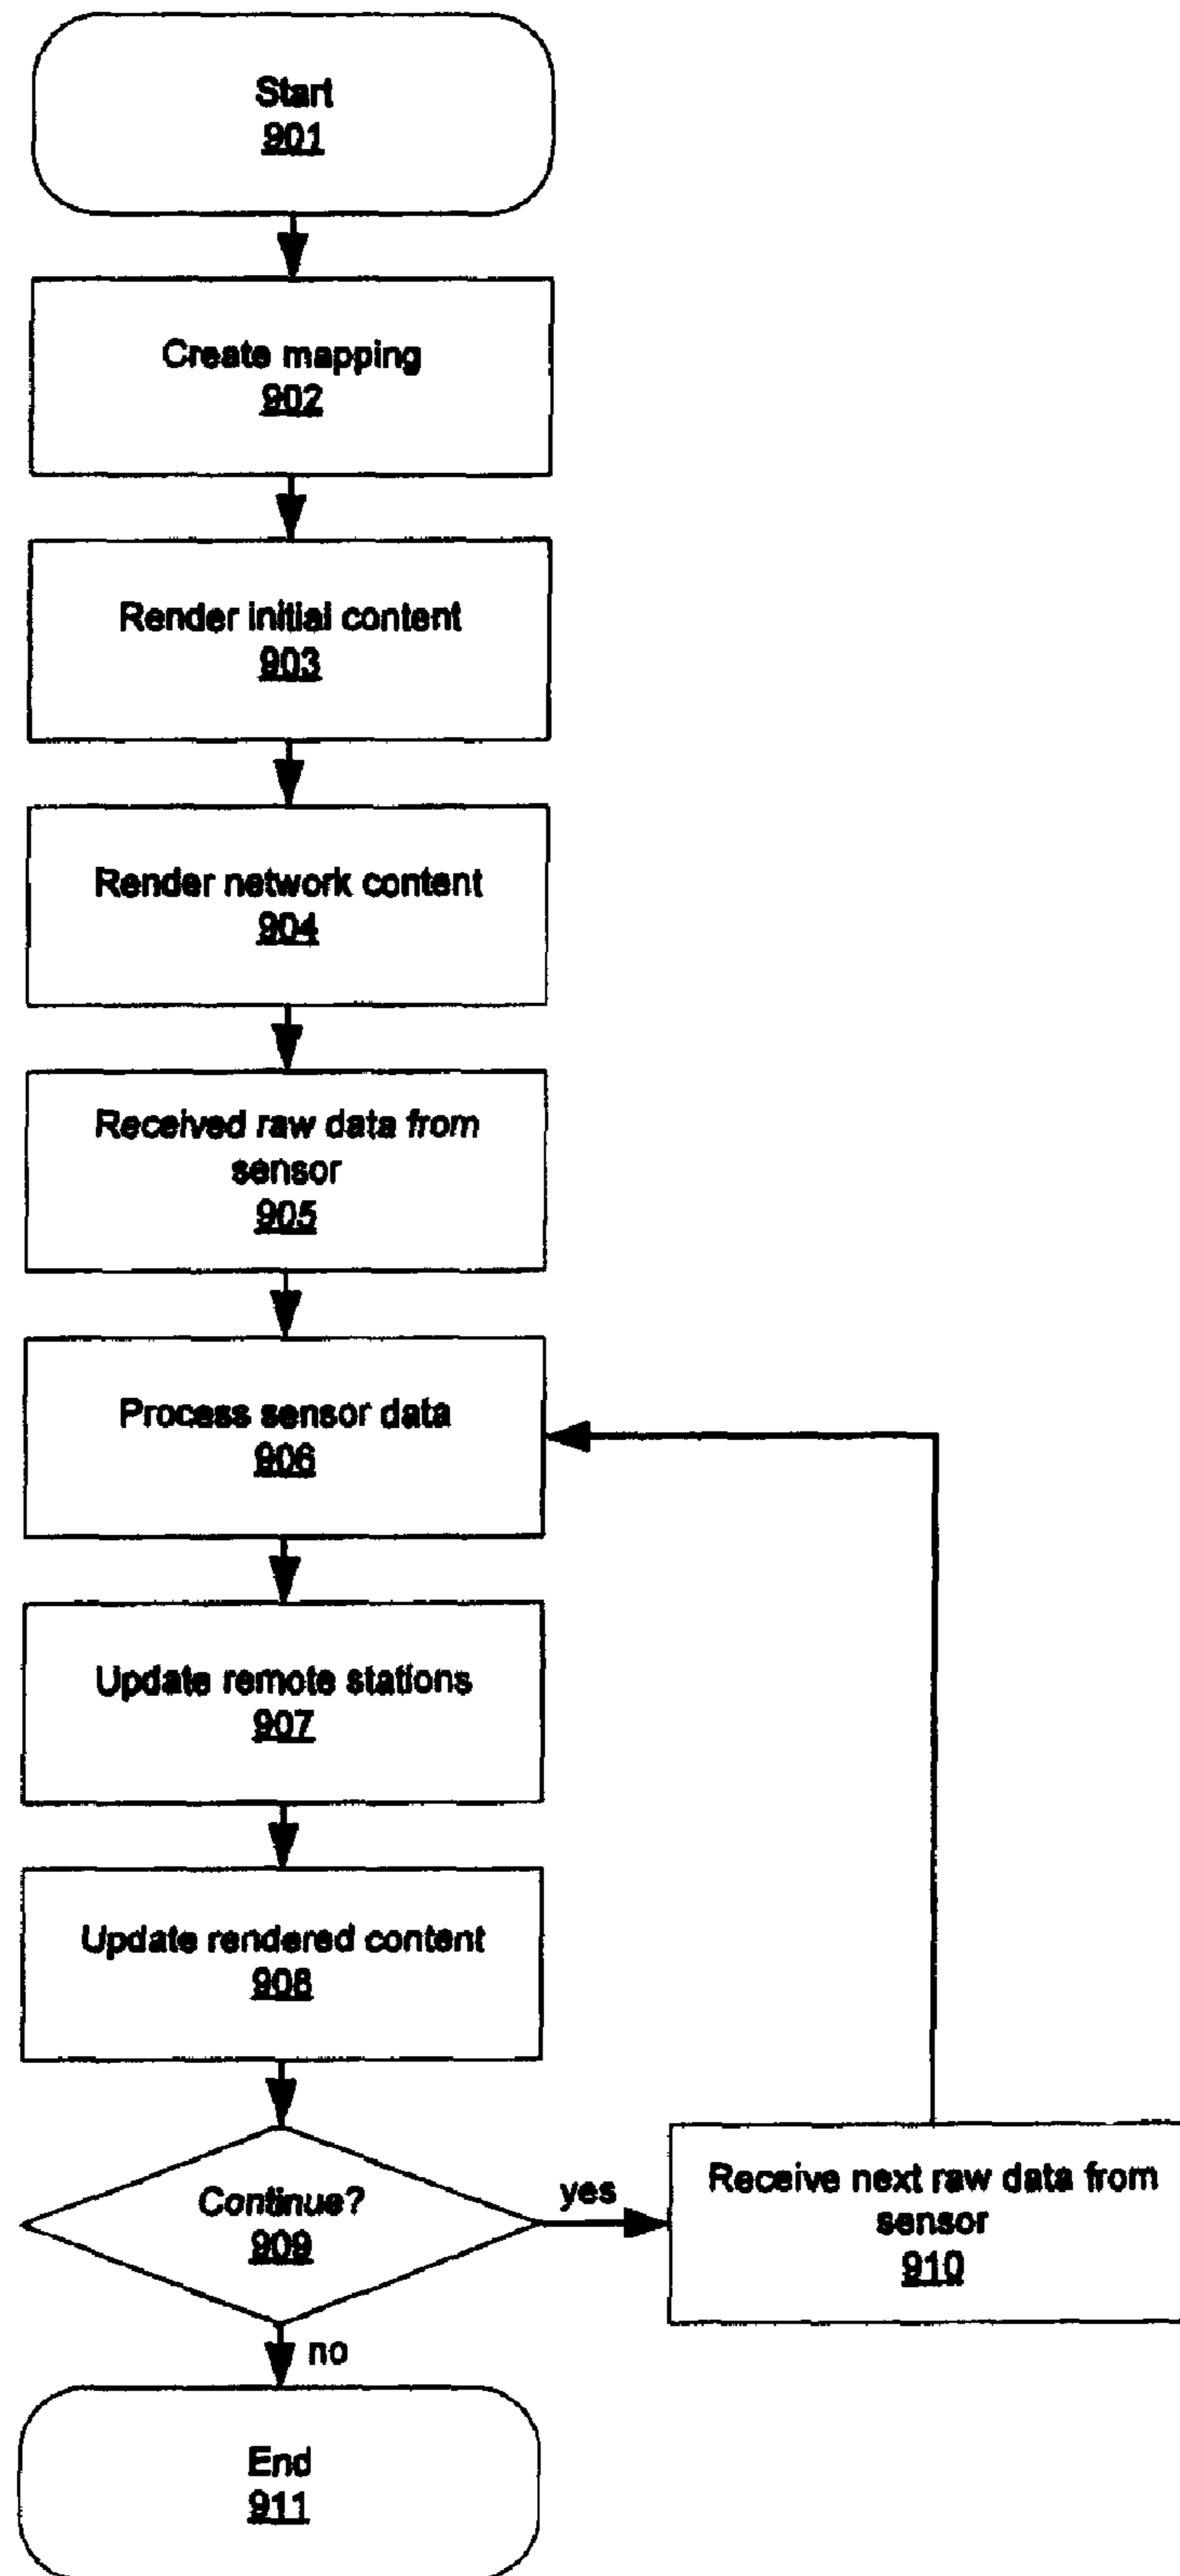 Start
901
Create mapping
902
Render initial content
903
Render network content
904
Received raw data from
sensor
905
Process sensor data
906
Update remote stations
907
Update rendered content
908
Continue?
909
yes
Receive next raw data from
sensor
910
no
End
911